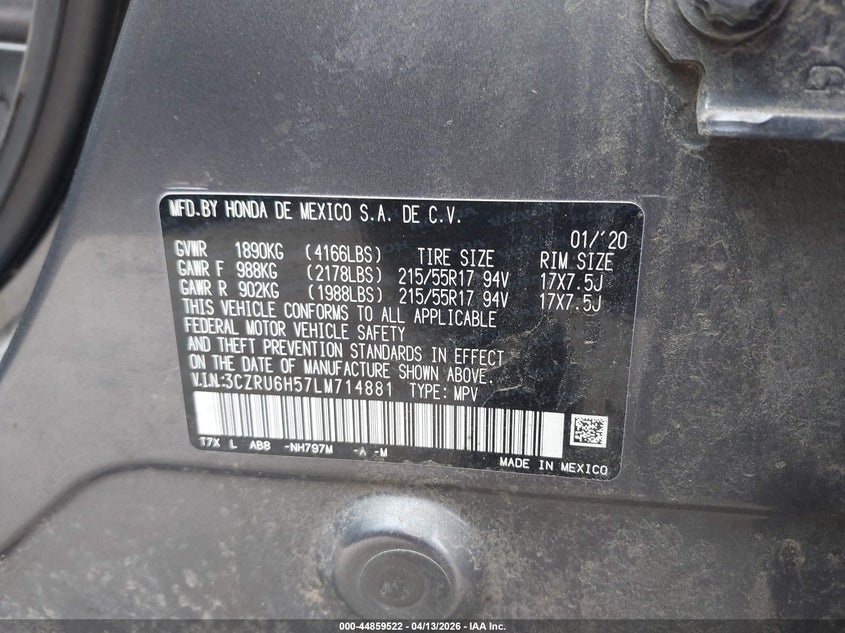 MFD.BY HONDA DE MEXICO S.A. DE C.V.
01/'20
GVWR 1890KG (4166LBS) TIRE SIZE RIM SIZE
GAWR F 988KG (2178LBS) 215/55R17 94V 17X7.5J
GAWR R 902KG (1988LBS) 215/55R17 94V 17X7.5J
THIS VEHICLE CONFORMS TO ALL APPLICABLE
FEDERAL MOTOR VEHICLE SAFETY
AND THEFT PREVENTION STANDARDS IN EFFECT
ON THE DATE OF MANUFACTURE SHOWN ABOVE.
V.I.N.:3CZRU6H57LM714881 TYPE: MPV
T7X L AB8 -NH797M -A -M
MADE IN MEXICO
000-44859522 - 04/13/2026 - IAA Inc.